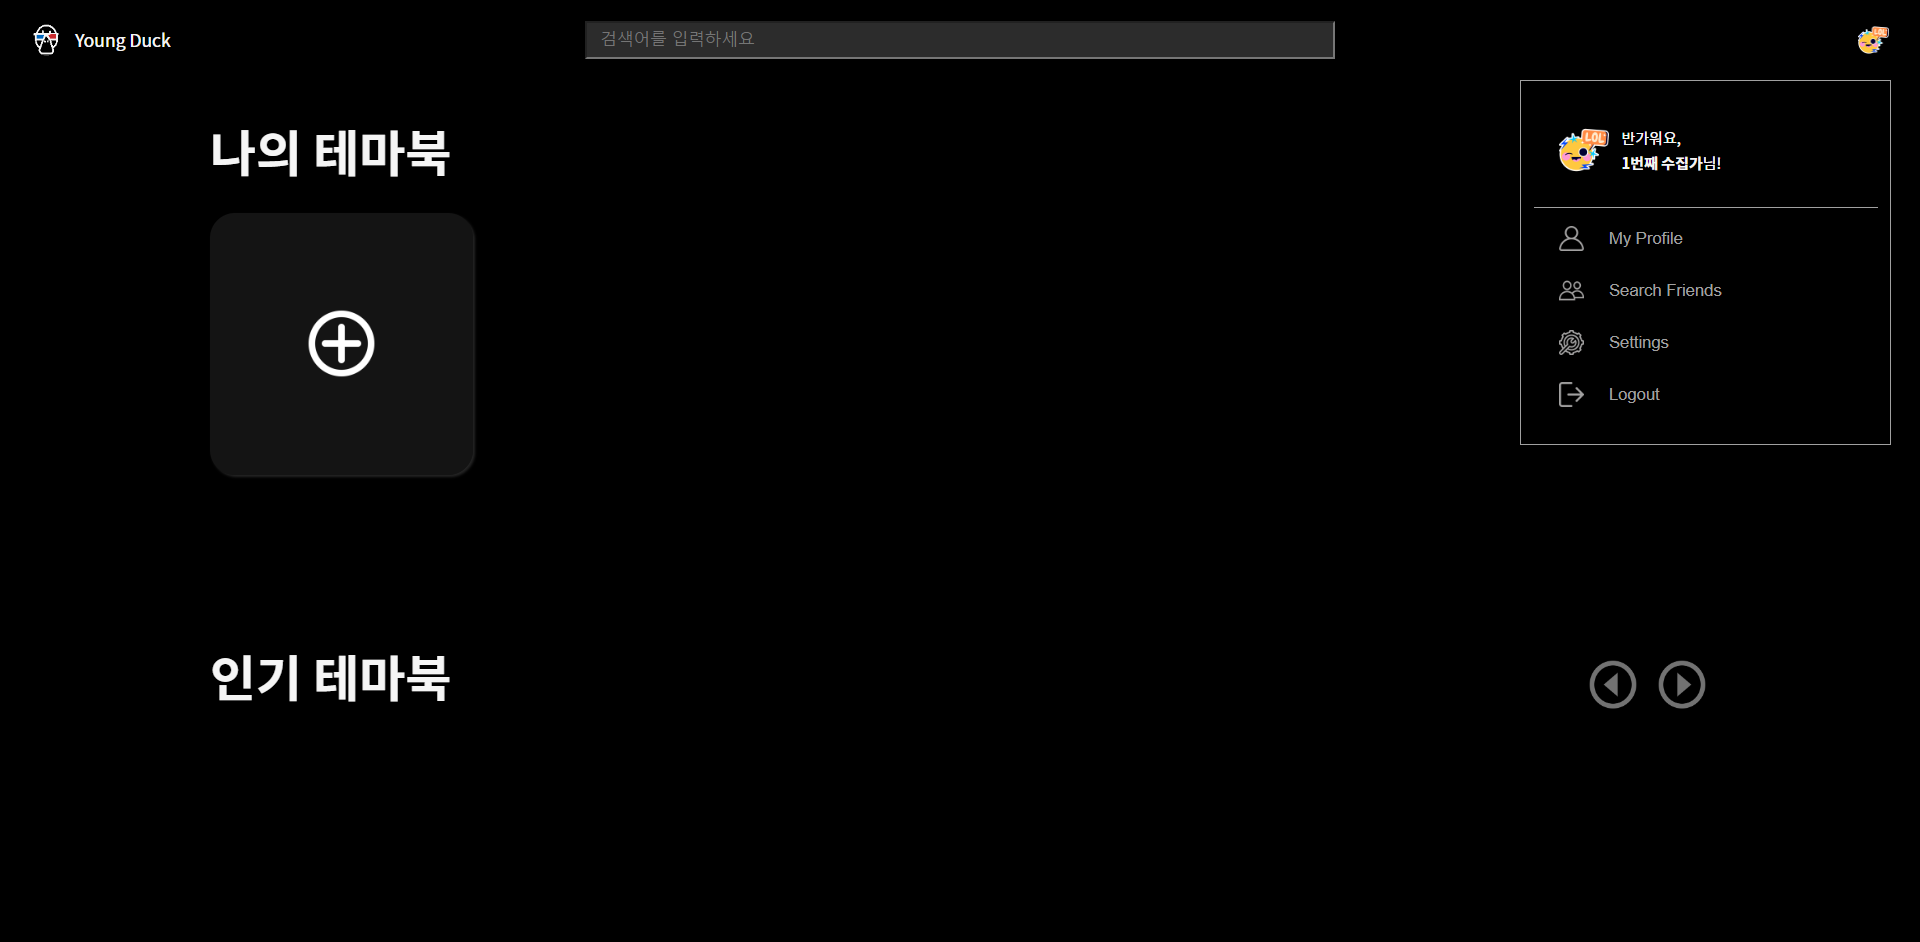 Young Duck
검색어를 입력하세요
LOL
나의 테마북
LOL
반가워요,
1번째 수집가님!
My Profile
Search Friends
Settings
Logout
인기 테마북